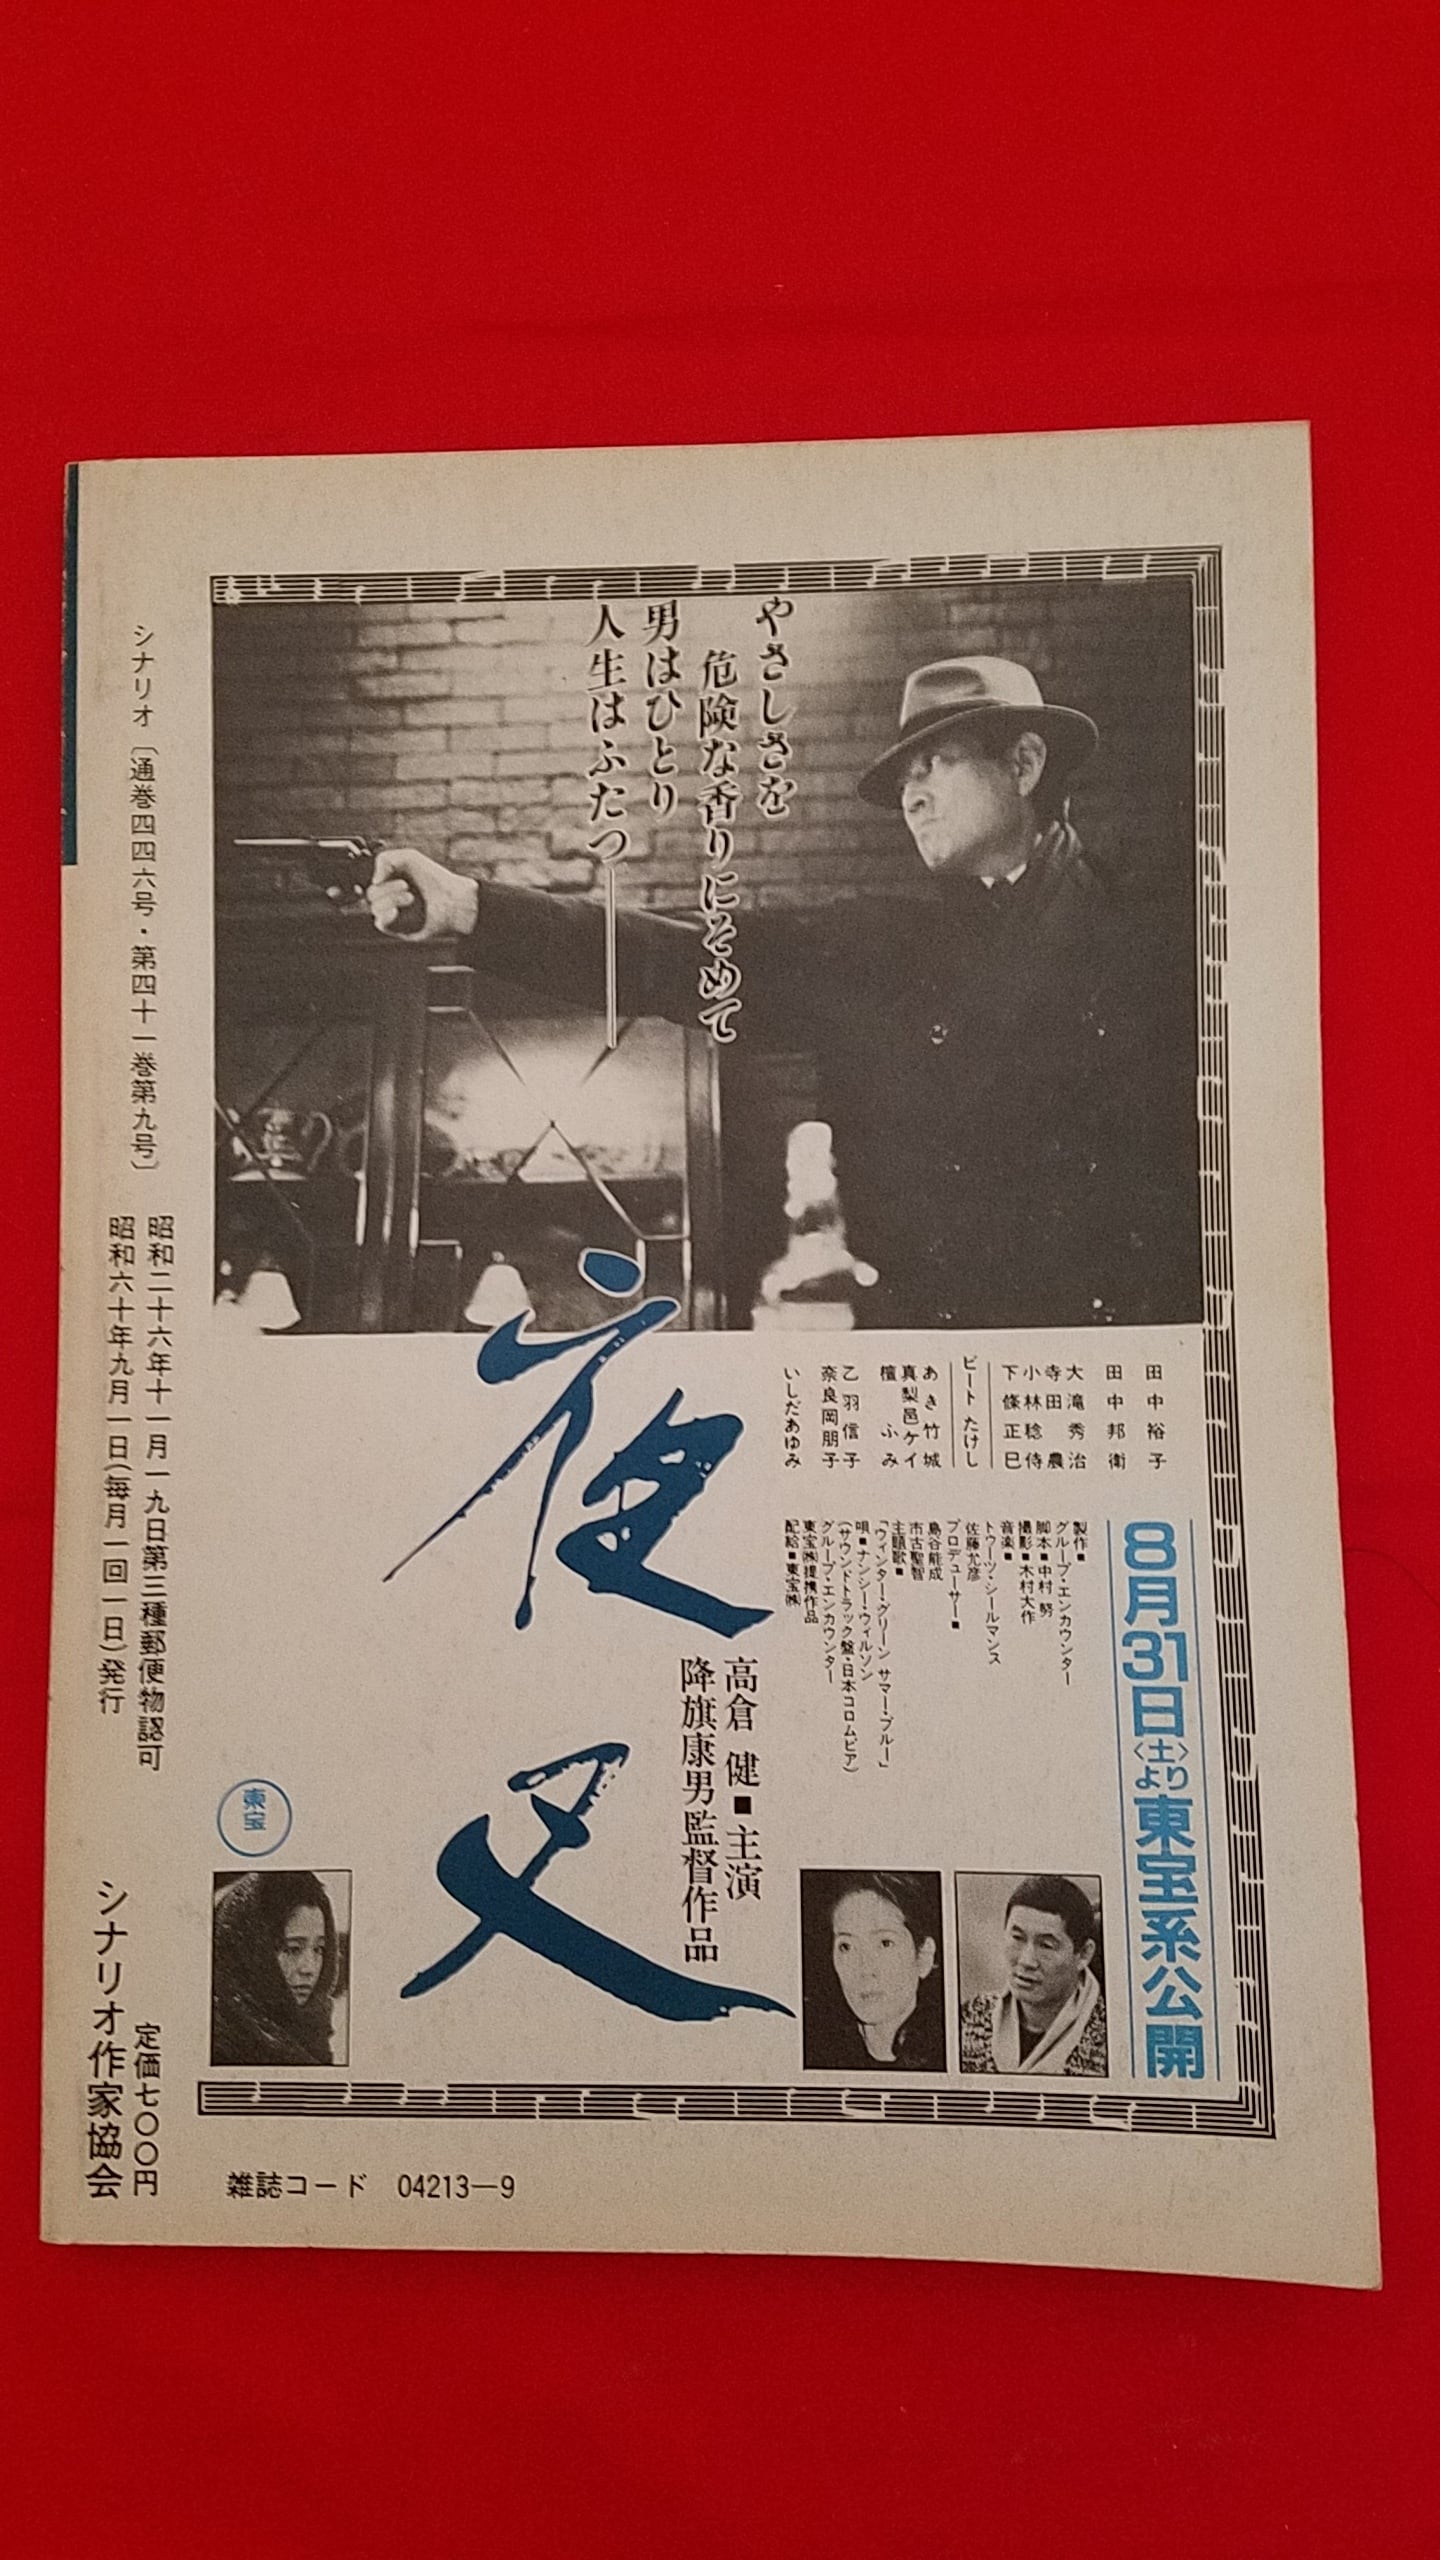 やさしさを
危険な香りにそめて
男はひとり
人生はふたつ──
田中裕子
田中邦衛
大滝秀治
寺田農
小林稔侍
下條正巳
ビートたけし
あき竹城
真梨邑ケイ
檀ふみ
乙羽信子
奈良岡朋子
いしだあゆみ
8月31日〈土〉より東宝系公開
製作■
グループ・エンカウンター
脚本■中村努
撮影■木村大作
音楽■
トゥーツ・シールマンス
佐藤允彦
プロデューサー■
島谷能成
市古聖智
主題歌■
「ウィンター・グリーン サマー・ブルー」
唄■ナンシー・ウィルソン
(サウンドトラック盤・日本コロムビア)
グループ・エンカウンター
東宝㈱提携作品
配給■東宝㈱
夜叉
高倉 健■主演
降旗康男監督作品
東宝
シナリオ〔通巻四四六号・第四十一巻第九号〕
昭和二十六年十一月一九日第三種郵便物認可
昭和六十年九月一日(毎月一回一日)発行
定価七〇〇円
シナリオ作家協会
雑誌コード 04213—9